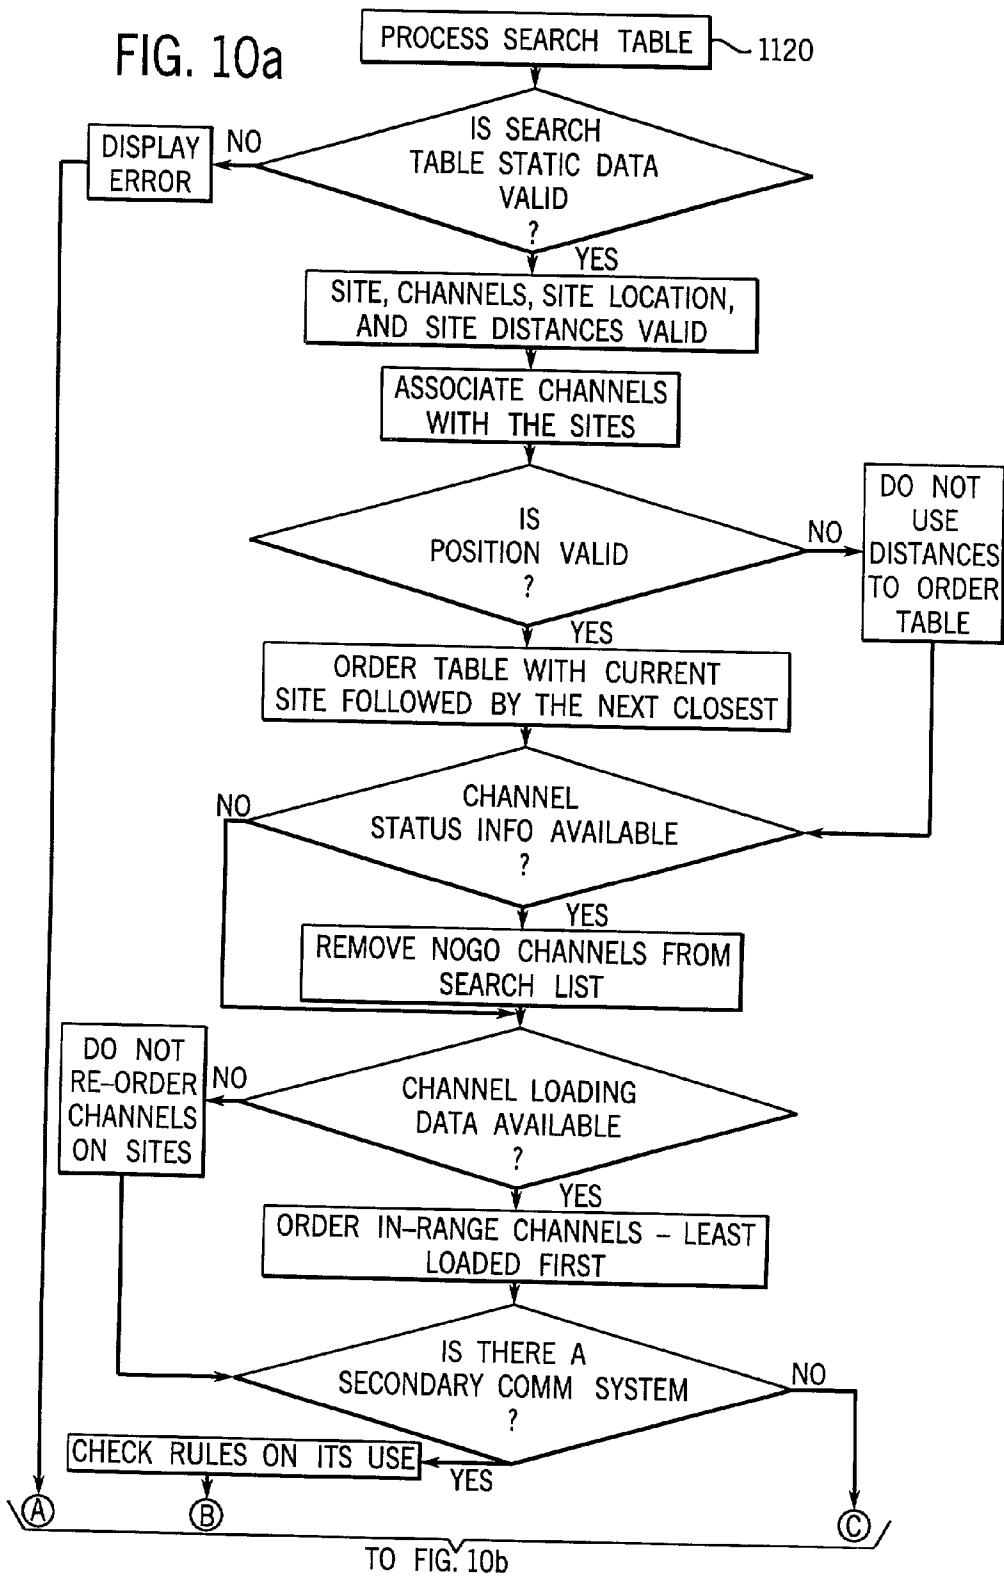 FIG. 10a
PROCESS SEARCH TABLE
1120
IS SEARCH
TABLE STATIC DATA
VALID
?
NO
DISPLAY
ERROR
YES
SITE, CHANNELS, SITE LOCATION,
AND SITE DISTANCES VALID
ASSOCIATE CHANNELS
WITH THE SITES
IS
POSITION VALID
?
NO
DO NOT
USE
DISTANCES
TO ORDER
TABLE
YES
ORDER TABLE WITH CURRENT
SITE FOLLOWED BY THE NEXT CLOSEST
CHANNEL
STATUS INFO AVAILABLE
?
NO
YES
REMOVE NOGO CHANNELS FROM
SEARCH LIST
CHANNEL LOADING
DATA AVAILABLE
?
NO
DO NOT
RE-ORDER
CHANNELS
ON SITES
YES
ORDER IN-RANGE CHANNELS - LEAST
LOADED FIRST
IS THERE A
SECONDARY COMM SYSTEM
?
NO
YES
CHECK RULES ON ITS USE
A
B
C
TO FIG. 10b